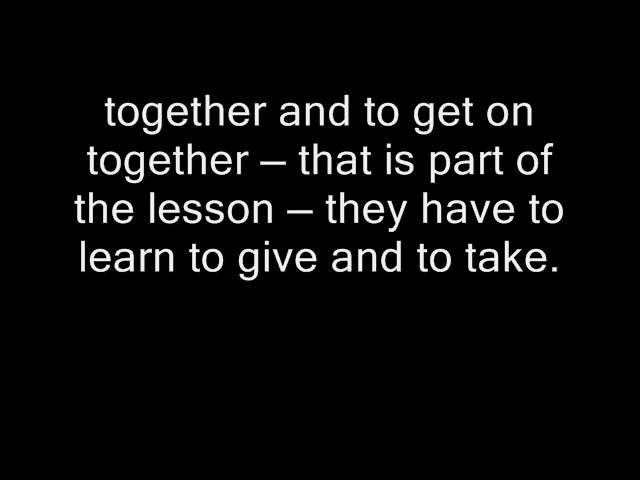 together and to get on
together – that is part of
the lesson – they have to
learn to give and to take.